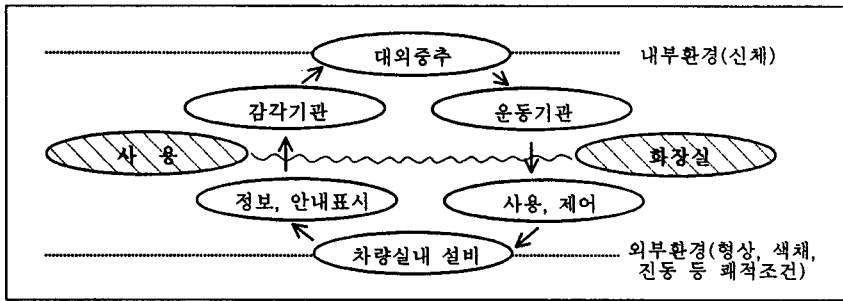 대외중추
내부환경(신체)
감각기관
운동기관
사 용
화장실
정보, 안내표시
사용, 제어
차량실내 설비
외부환경(형상, 색채,
진동 등 쾌적조건)